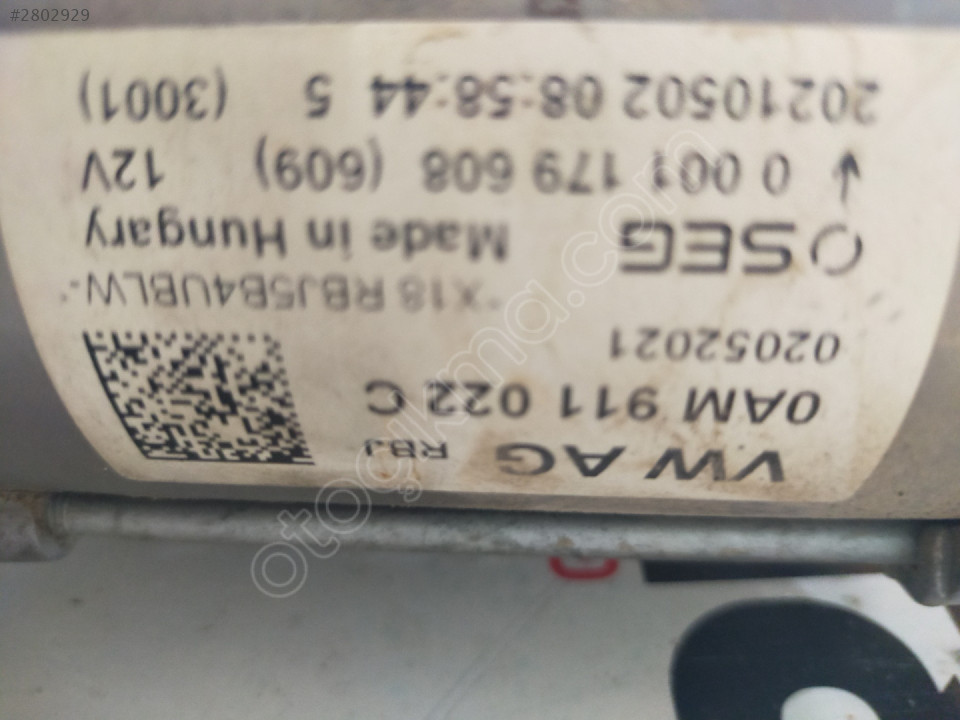 #2802929
VW AG RBJ
0AM 911 022 C
02052021
*X18 RBJ5B4UBLW-*
SEG Made in Hungary
0 001 179 608 (609) 12V
20210502 08:58:44 5 (3001)
otocikma.com